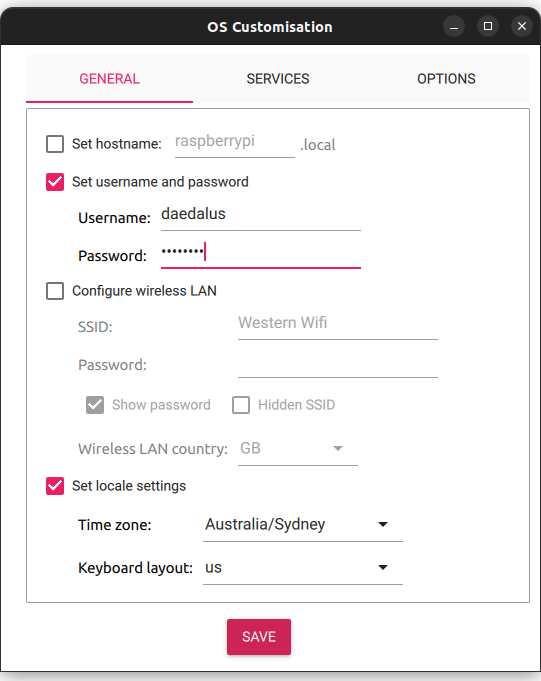 OS Customisation
GENERAL SERVICES OPTIONS
Set hostname: raspberrypi .local
Set username and password
Username: daedalus
Password: ••••••••
Configure wireless LAN
SSID: Western Wifi
Password:
Show password Hidden SSID
Wireless LAN country: GB
Set locale settings
Time zone: Australia/Sydney
Keyboard layout: us
SAVE